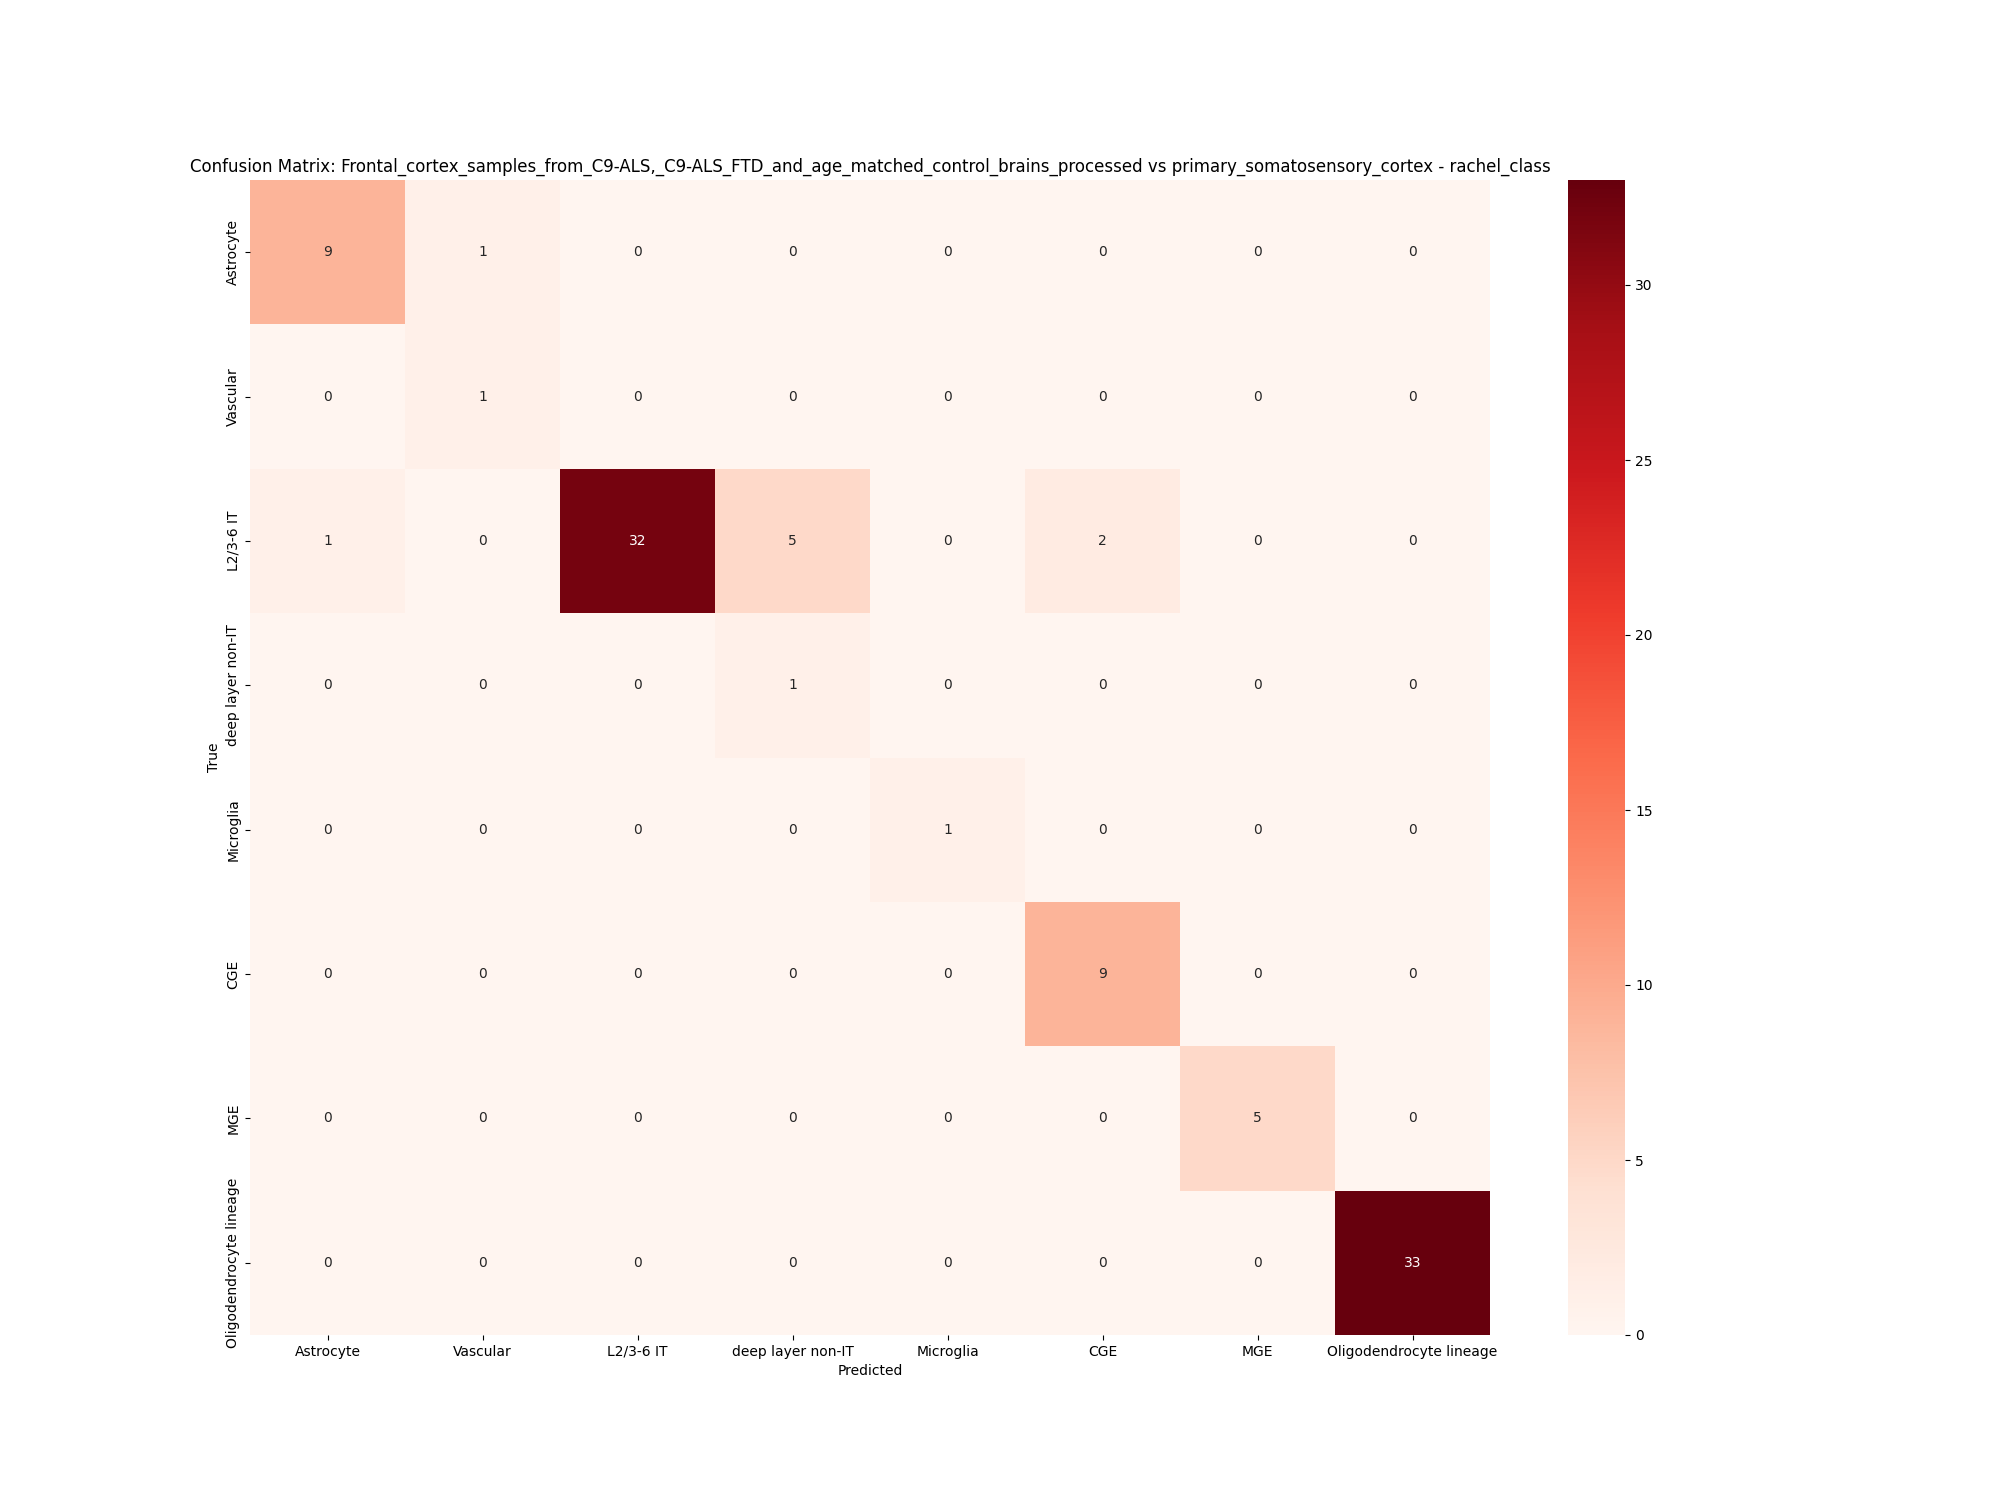 Confusion Matrix: Frontal_cortex_samples_from_C9-ALS,_C9-ALS_FTD_and_age_matched_control_brains_processed vs primary_somatosensory_cortex - rachel_class
True
Astrocyte 9 1 0 0 0 0 0 0
Vascular 0 1 0 0 0 0 0 0
L2/3-6 IT 1 0 32 5 0 2 0 0
deep layer non-IT 0 0 0 1 0 0 0 0
Microglia 0 0 0 0 1 0 0 0
CGE 0 0 0 0 0 9 0 0
MGE 0 0 0 0 0 0 5 0
Oligodendrocyte lineage 0 0 0 0 0 0 0 33
Astrocyte Vascular L2/3-6 IT deep layer non-IT Microglia CGE MGE Oligodendrocyte lineage
Predicted
30
25
20
15
10
5
0